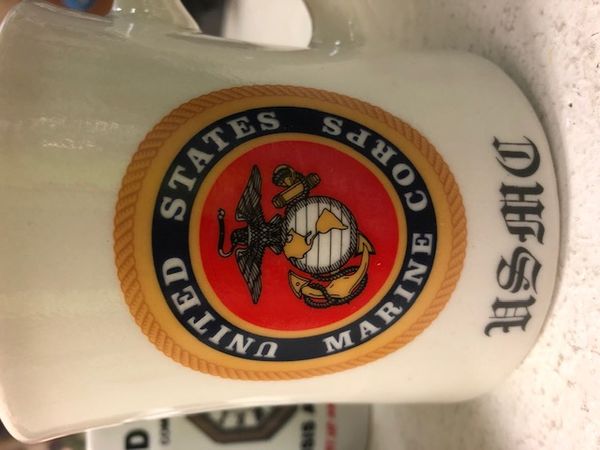 UNITED STATES
MARINE CORPS
USMC
D